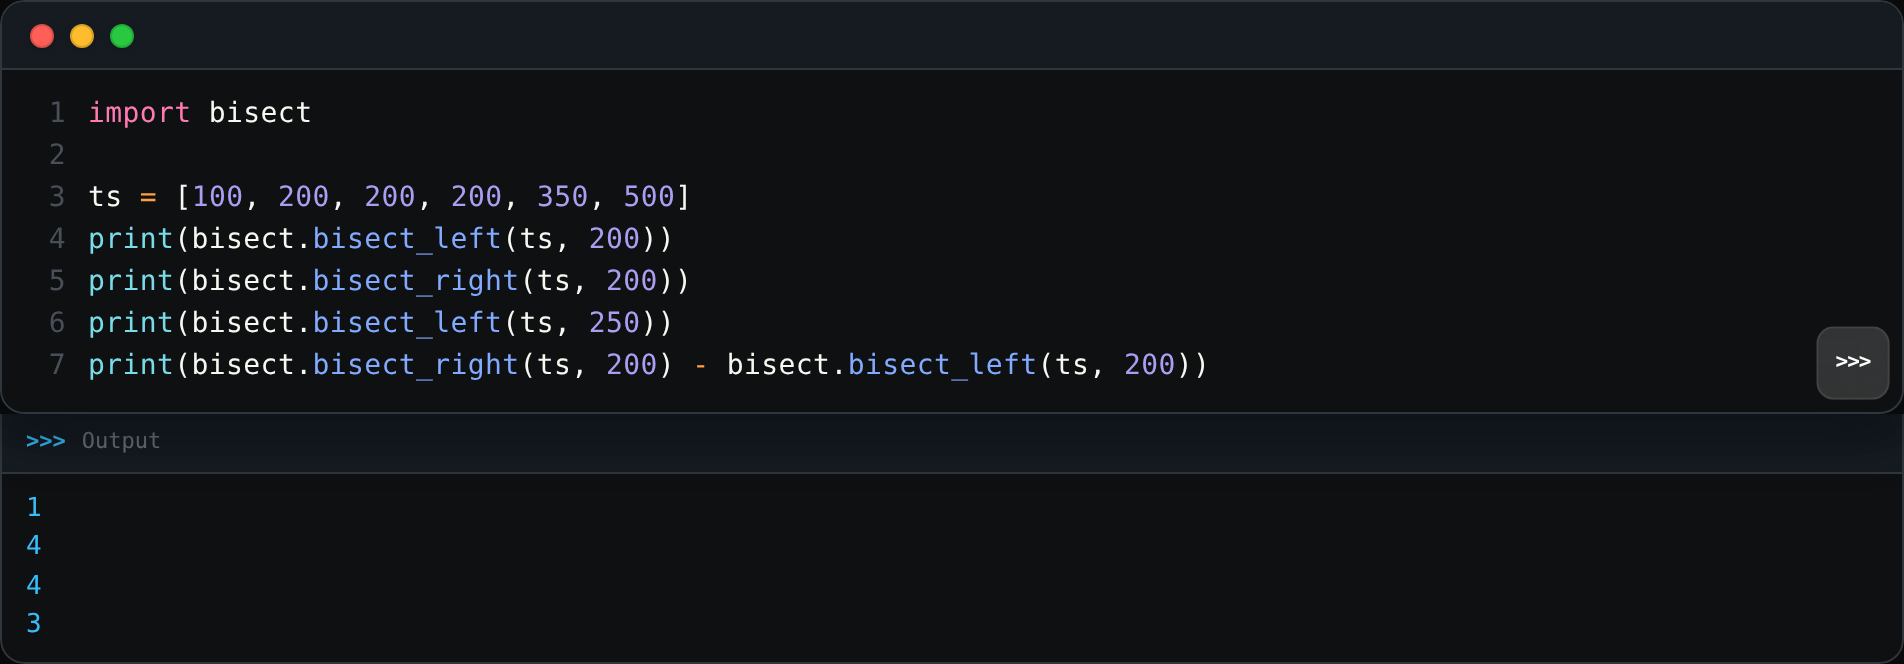 1 import bisect
2
3 ts = [100, 200, 200, 200, 350, 500]
4 print(bisect.bisect_left(ts, 200))
5 print(bisect.bisect_right(ts, 200))
6 print(bisect.bisect_left(ts, 250))
7 print(bisect.bisect_right(ts, 200) - bisect.bisect_left(ts, 200))
>>>
>>> Output
1
4
4
3